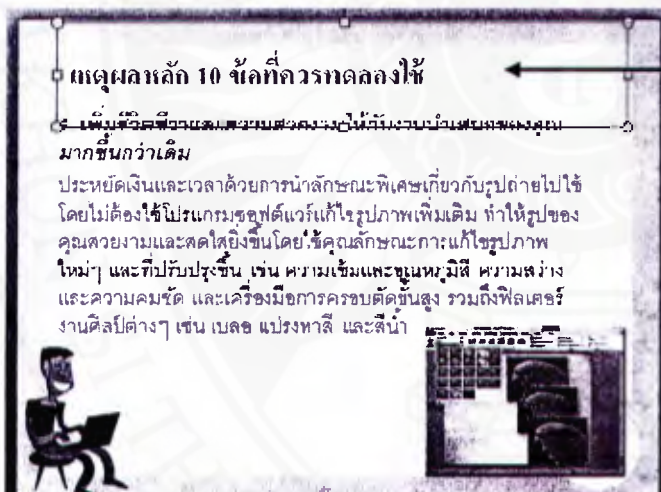 เหตุผลหลัก 10 ข้อที่ควรทดลองใช้
มากขึ้นกว่าเดิม
ประหยัดเงินและเวลาด้วยการนำลักษณะพิเศษเกี่ยวกับรูปถ่ายไปใช้
โดยไม่ต้องใช้โปรแกรมซอฟต์แวร์แก้ไขรูปภาพเพิ่มเติม ทำให้รูปของ
คุณสวยงามและสดใสยิ่งขึ้นโดยใช้คุณลักษณะการแก้ไขรูปภาพ
ใหม่ๆ และที่ปรับปรุงขึ้น เช่น ความเข้มและอุณหภูมิสี ความสว่าง
และความคมชัด และเครื่องมือการครอบตัดขั้นสูง รวมถึงฟิลเตอร์
งานศิลป์ต่างๆ เช่น เบลอ แปรงทาสี และสีน้ำ